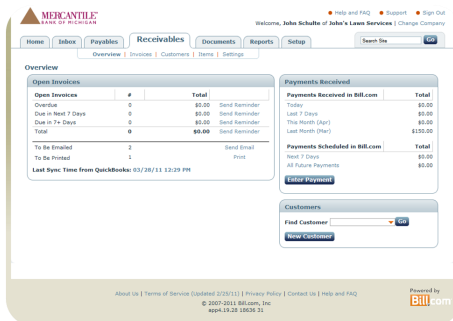 MERCANTILE
BANK OF MICHIGAN
Help and FAQ Support Sign Out
Welcome, John Schulte of John's Lawn Services | Change Company
Home Inbox Payables Receivables Documents Reports Setup Search Site Go
Overview | Invoices | Customers | Items | Settings
Overview
Open Invoices
Open Invoices # Total
Overdue 0 $0.00 Send Reminder
Due in Next 7 Days 0 $0.00 Send Reminder
Due in 7+ Days 0 $0.00 Send Reminder
Total 0 $0.00 Send Reminder
To Be Emailed 2 Send Email
To Be Printed 1 Print
Last Sync Time from QuickBooks: 03/28/11 12:29 PM
Payments Received
Payments Received in Bill.com Total
Today $0.00
Last 7 Days $0.00
This Month (Apr) $0.00
Last Month (Mar) $150.00
Payments Scheduled in Bill.com Total
Next 7 Days $0.00
All Future Payments $0.00
Enter Payment
Customers
Find Customer Go
New Customer
About Us | Terms of Service (Updated 2/25/11) | Privacy Policy | Contact Us | Help and FAQ
© 2007-2011 Bill.com, Inc
app4.19.28 18636 31
Powered by
Bill.com